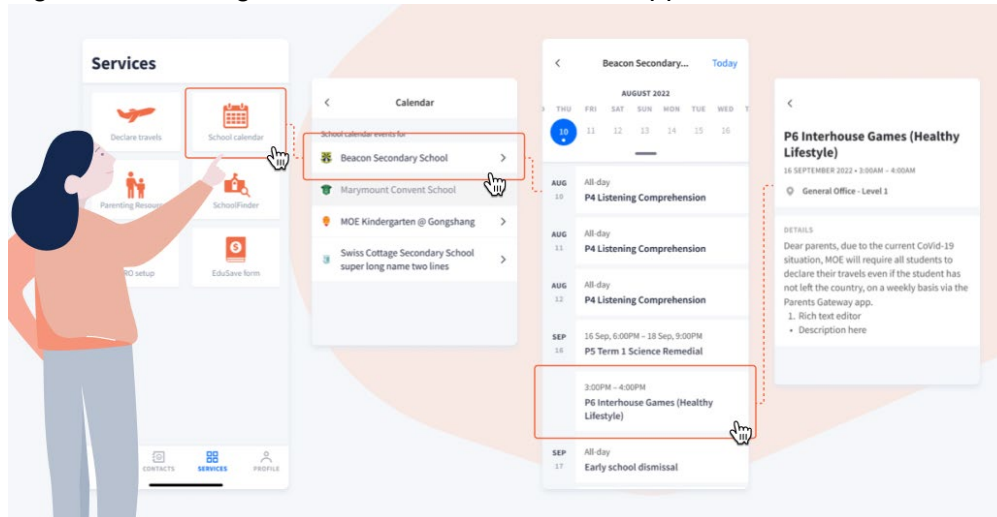 Services
Declare travels
School calendar
Parenting Resour
SchoolFinder
RO setup
EduSave form
CONTACTS
SERVICES
PROFILE
Calendar
School calendar events for
Beacon Secondary School
Marymount Convent School
MOE Kindergarten @ Gongshang
Swiss Cottage Secondary School
super long name two lines
Beacon Secondary...
Today
AUGUST 2022
THU FRI SAT SUN MON TUE WED T
10 11 12 13 14 15 16
AUG
10
All-day
P4 Listening Comprehension
AUG
11
All-day
P4 Listening Comprehension
AUG
12
All-day
P4 Listening Comprehension
SEP
16
16 Sep, 6:00PM – 18 Sep, 9:00PM
P5 Term 1 Science Remedial
3:00PM – 4:00PM
P6 Interhouse Games (Healthy
Lifestyle)
SEP
17
All-day
Early school dismissal
P6 Interhouse Games (Healthy
Lifestyle)
16 SEPTEMBER 2022 • 3:00AM – 4:00AM
General Office - Level 1
DETAILS
Dear parents, due to the current CoVid-19
situation, MOE will require all students to
declare their travels even if the student has
not left the country, on a weekly basis via the
Parents Gateway app.
1. Rich text editor
• Description here